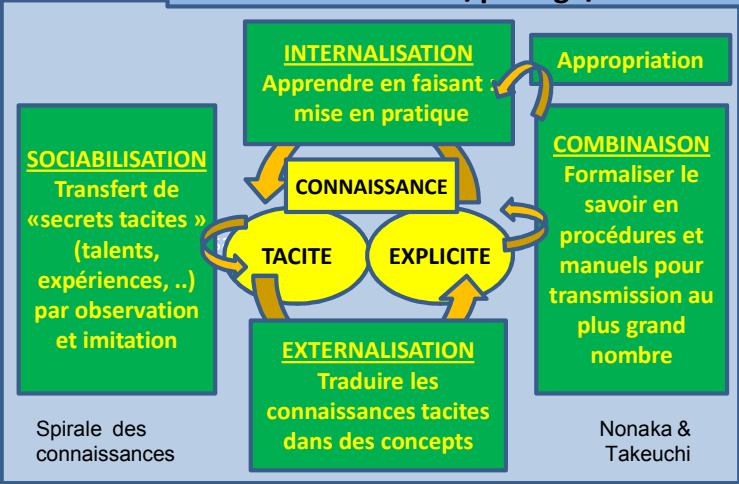 INTERNALISATION
Apprendre en faisant :
mise en pratique
Appropriation
SOCIABILISATION
Transfert de
«secrets tacites »
(talents,
expériences, ..)
par observation
et imitation
CONNAISSANCE
TACITE
EXPLICITE
COMBINAISON
Formaliser le
savoir en
procédures et
manuels pour
transmission au
plus grand
nombre
EXTERNALISATION
Traduire les
connaissances tacites
dans des concepts
Spirale des
connaissances
Nonaka &
Takeuchi